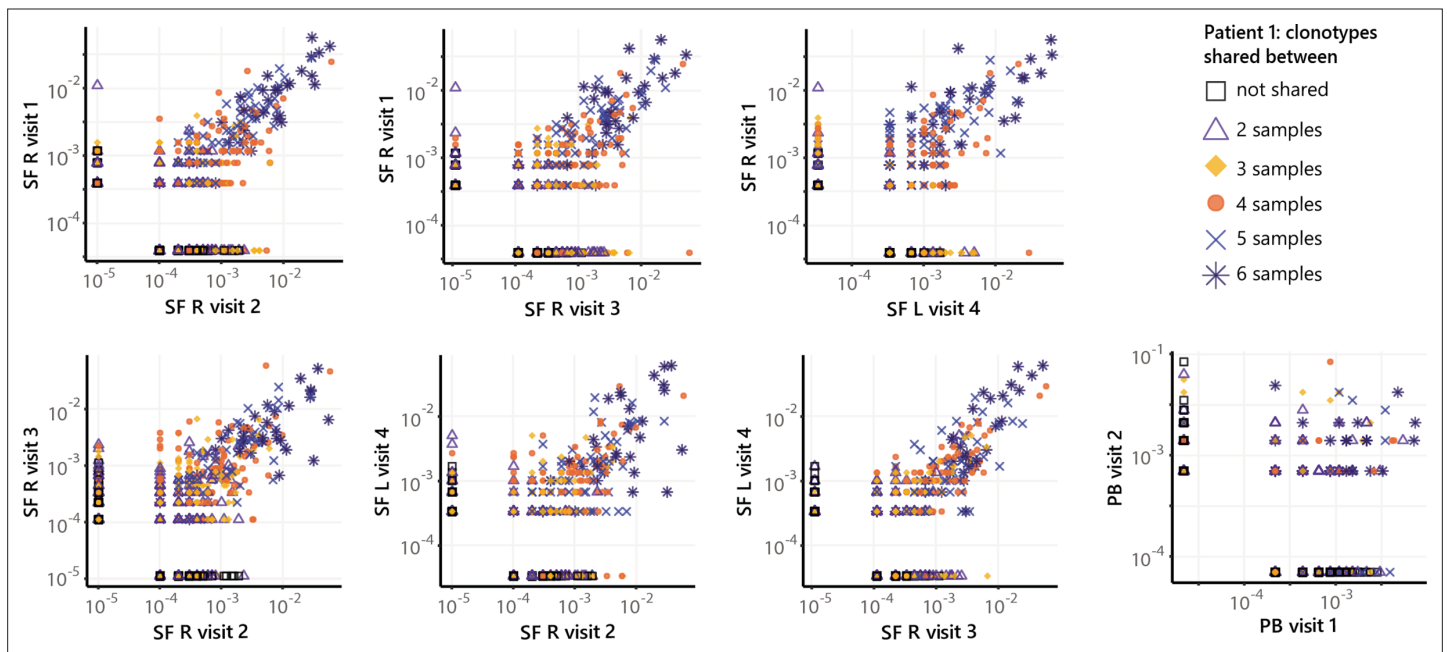 SF R visit 1
10⁻²
10⁻³
10⁻⁴
10⁻⁵
10⁻⁴
10⁻³
10⁻²
SF R visit 2
SF R visit 1
10⁻²
10⁻³
10⁻⁴
10⁻⁵
10⁻⁴
10⁻³
10⁻²
SF R visit 3
SF R visit 1
10⁻²
10⁻³
10⁻⁴
10⁻⁴
10⁻³
10⁻²
SF L visit 4
Patient 1: clonotypes
shared between
not shared
2 samples
3 samples
4 samples
5 samples
6 samples
SF R visit 3
10⁻²
10⁻³
10⁻⁴
10⁻⁵
10⁻⁵
10⁻⁴
10⁻³
10⁻²
SF R visit 2
SF L visit 4
10⁻²
10⁻³
10⁻⁴
10⁻⁵
10⁻⁴
10⁻³
10⁻²
SF R visit 2
SF L visit 4
10⁻²
10⁻³
10⁻⁴
10⁻⁵
10⁻⁴
10⁻³
10⁻²
SF R visit 3
PB visit 2
10⁻¹
10⁻³
10⁻⁴
10⁻⁴
10⁻³
PB visit 1